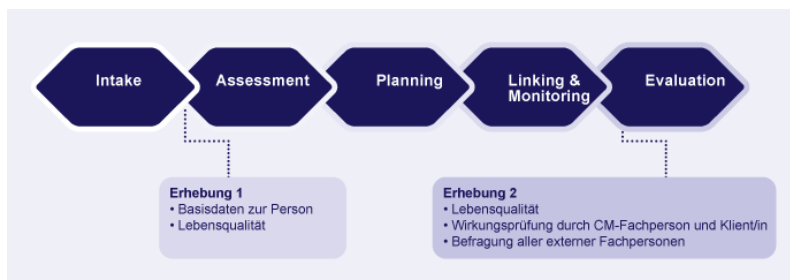 Intake
Assessment
Planning
Linking &
Monitoring
Evaluation
Erhebung 1
• Basisdaten zur Person
• Lebensqualität
Erhebung 2
• Lebensqualität
• Wirkungsprüfung durch CM-Fachperson und Klient/in
• Befragung aller externer Fachpersonen